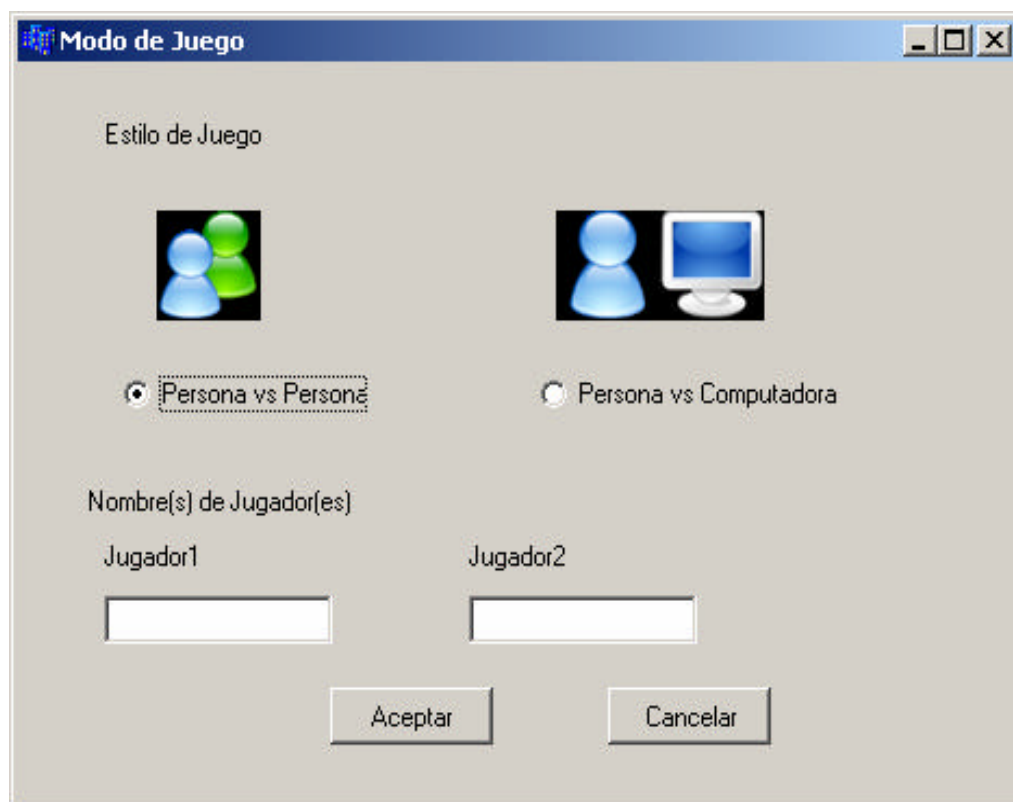 Modo de Juego
Estilo de Juego
Persona vs Persona
Persona vs Computadora
Nombre(s) de Jugador(es)
Jugador1
Jugador2
Aceptar
Cancelar